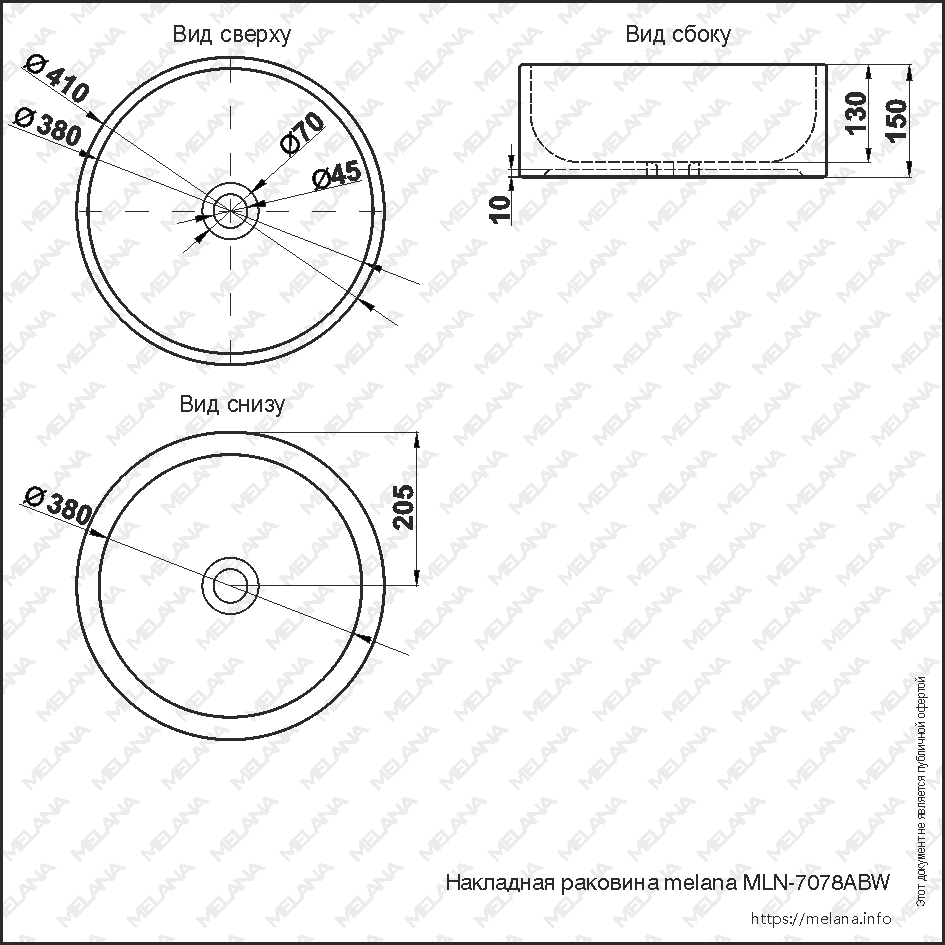 Вид сверху
Вид сбоку
Ø 410
Ø 380
Ø70
Ø45
130
150
10
Вид снизу
Ø 380
205
Этот документ не является публичной офертой
Накладная раковина melana MLN-7078ABW
https://melana.info
MELANA